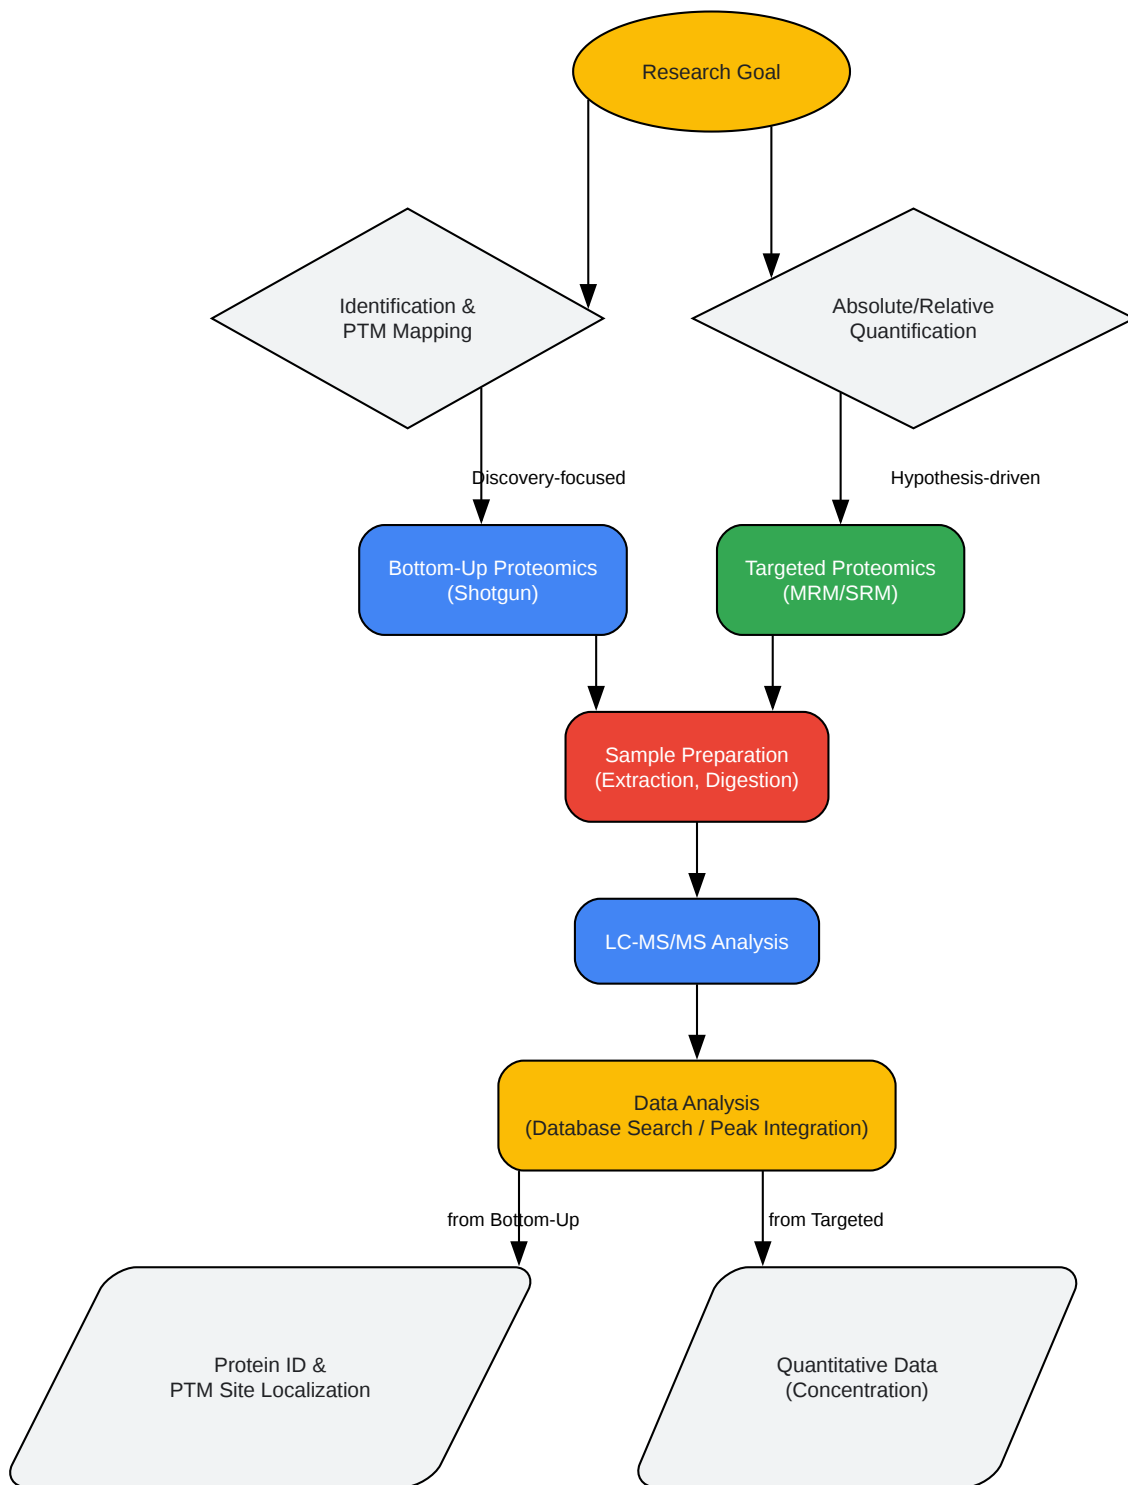 Research Goal
Identification &
PTM Mapping
Absolute/Relative
Quantification
Discovery-focused
Hypothesis-driven
Bottom-Up Proteomics
(Shotgun)
Targeted Proteomics
(MRM/SRM)
Sample Preparation
(Extraction, Digestion)
LC-MS/MS Analysis
Data Analysis
(Database Search / Peak Integration)
from Bottom-Up
from Targeted
Protein ID &
PTM Site Localization
Quantitative Data
(Concentration)